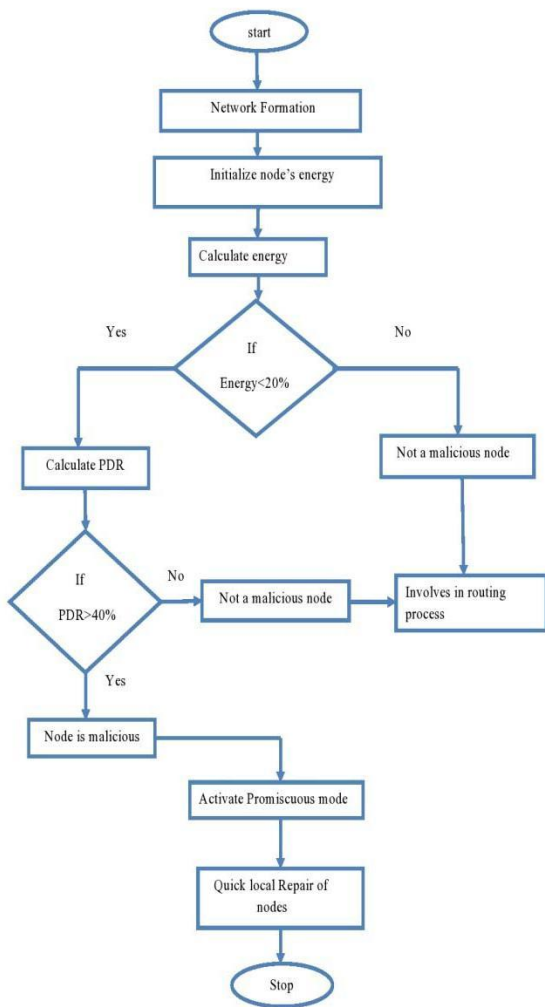 start
Network Formation
Initialize node's energy
Calculate energy
Yes
No
If
Energy<20%
Calculate PDR
Not a malicious node
If
PDR>40%
No
Not a malicious node
Involves in routing
process
Yes
Node is malicious
Activate Promiscuous mode
Quick local Repair of
nodes
Stop